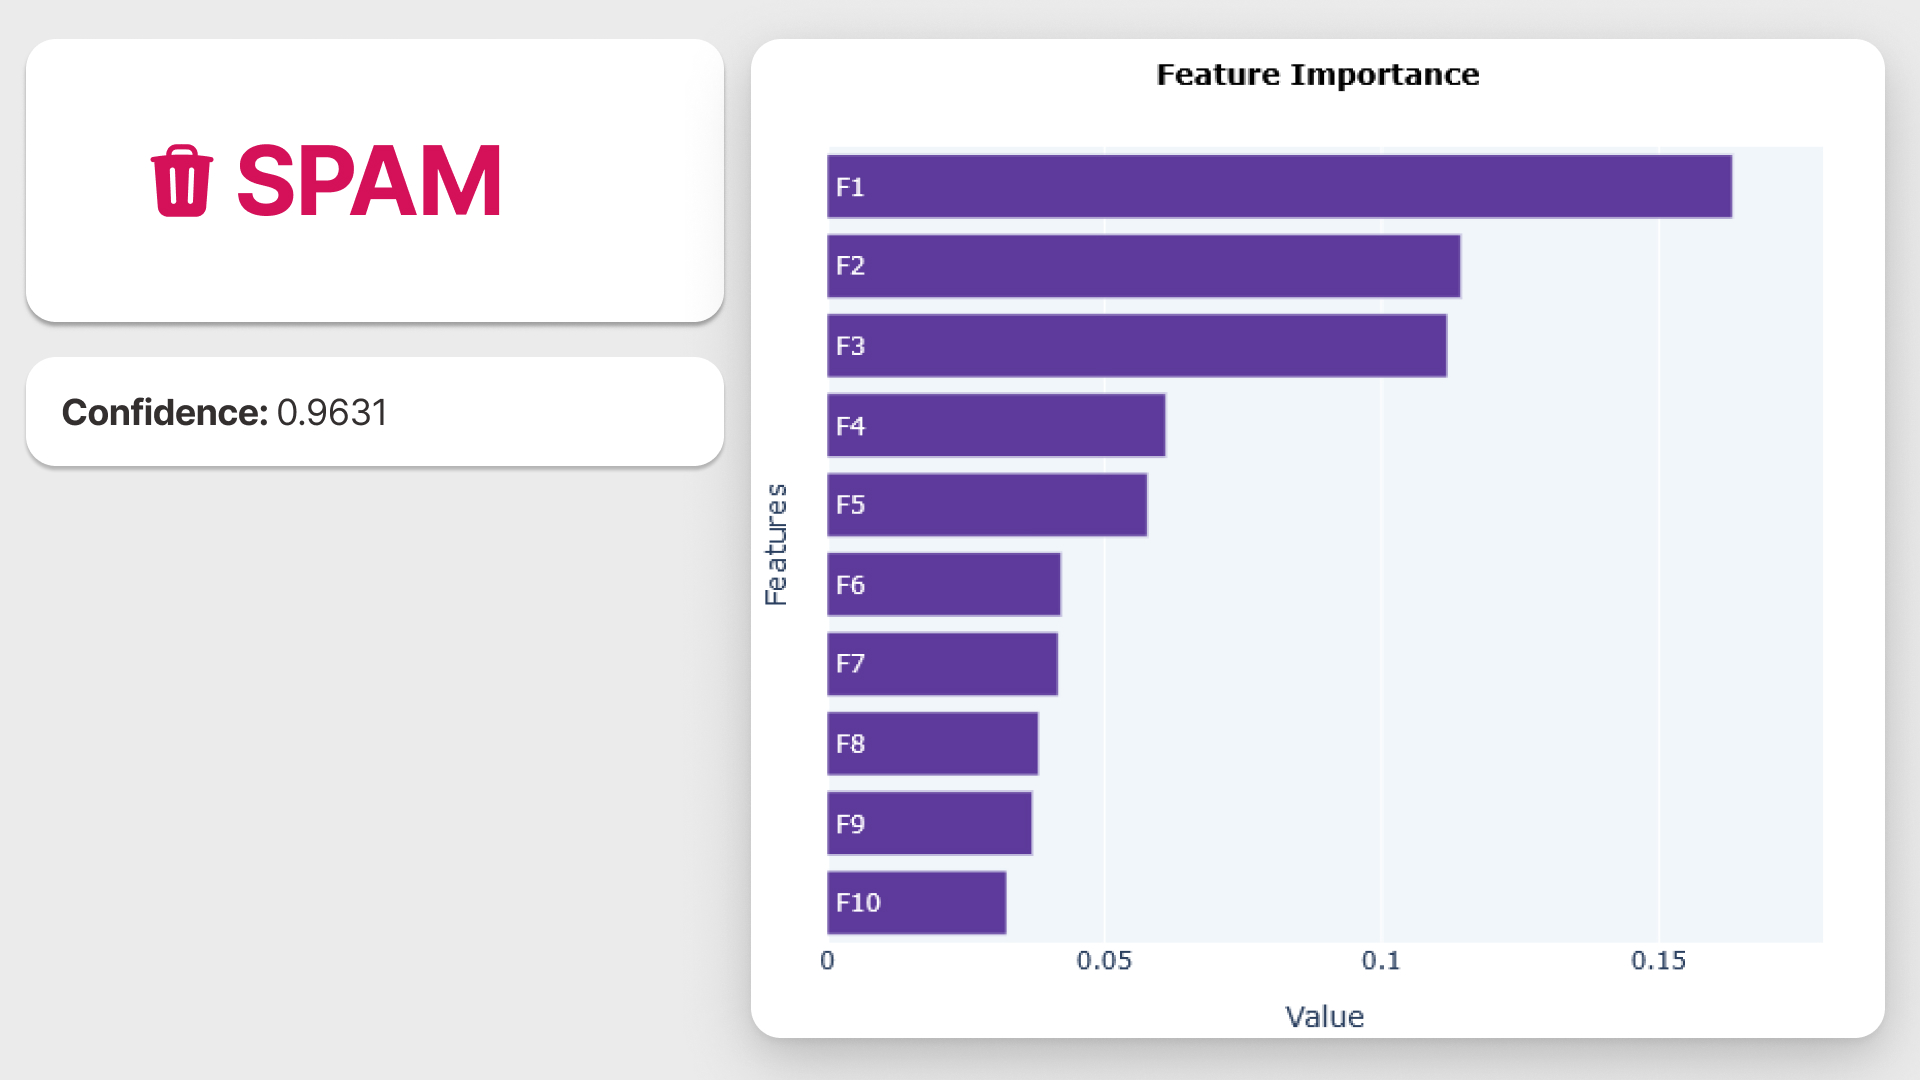 SPAM
Confidence: 0.9631
Feature Importance
Features
F1
F2
F3
F4
F5
F6
F7
F8
F9
F10
0 0.05 0.1 0.15
Value